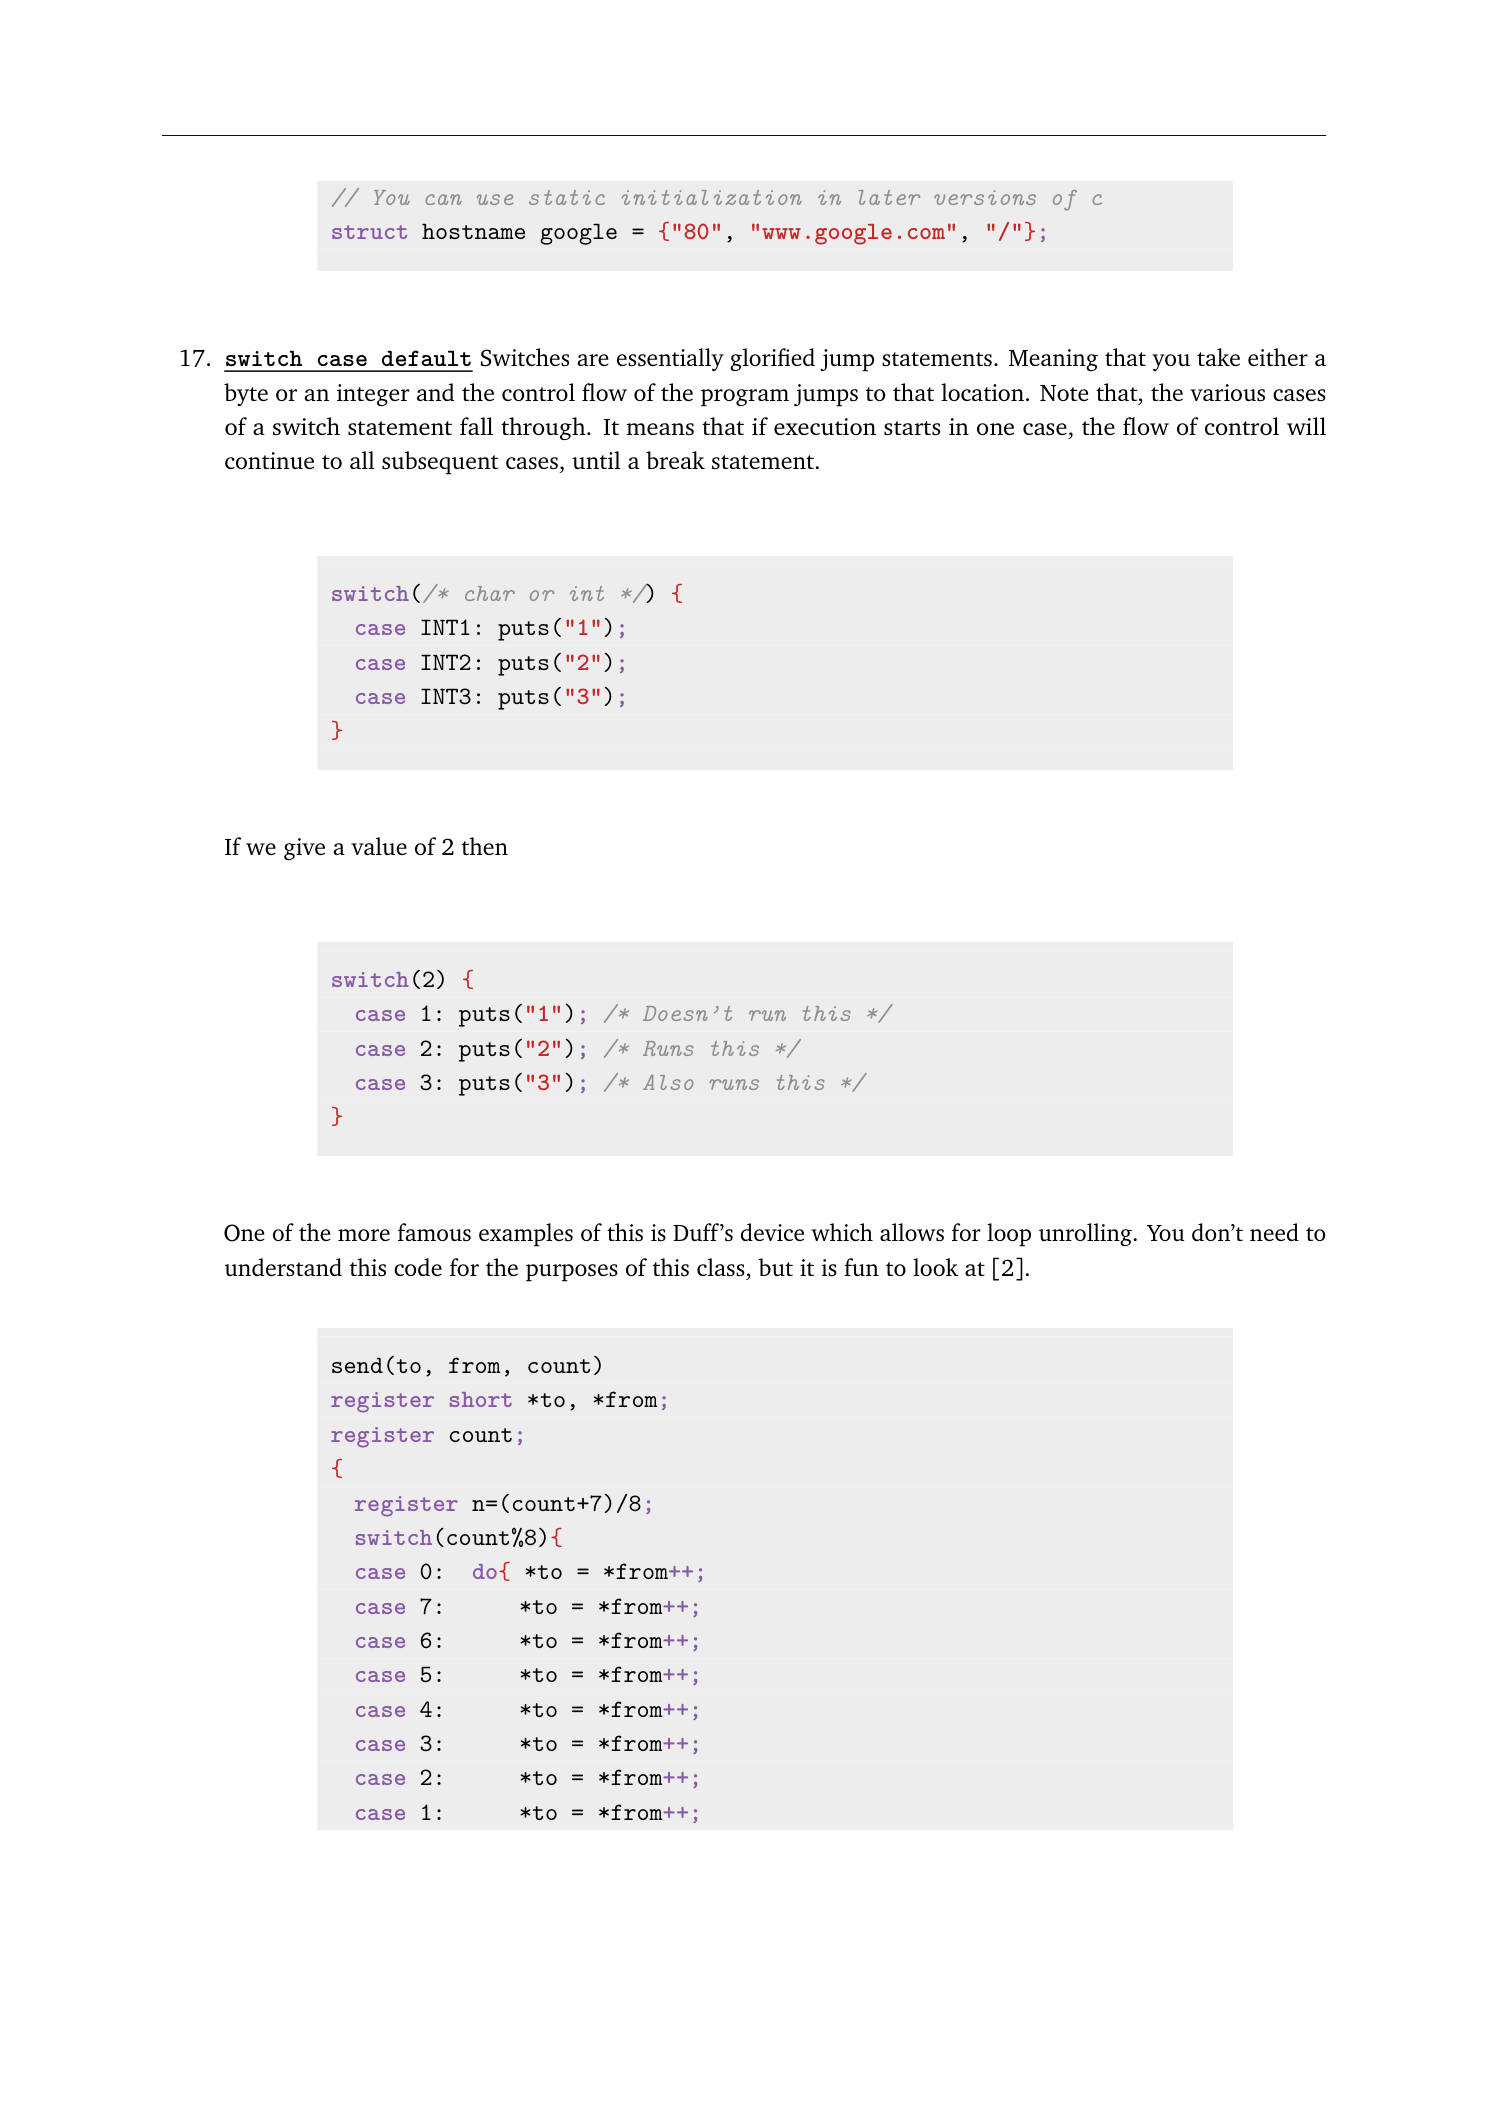 // You can use static initialization in later versions of c
struct hostname google = {"80", "www.google.com", "/"};
17. switch case default Switches are essentially glorified jump statements. Meaning that you take either a
byte or an integer and the control flow of the program jumps to that location. Note that, the various cases
of a switch statement fall through. It means that if execution starts in one case, the flow of control will
continue to all subsequent cases, until a break statement.
switch(/* char or int */) {
  case INT1: puts("1");
  case INT2: puts("2");
  case INT3: puts("3");
}
If we give a value of 2 then
switch(2) {
  case 1: puts("1"); /* Doesn't run this */
  case 2: puts("2"); /* Runs this */
  case 3: puts("3"); /* Also runs this */
}
One of the more famous examples of this is Duff’s device which allows for loop unrolling. You don’t need to
understand this code for the purposes of this class, but it is fun to look at [2].
send(to, from, count)
register short *to, *from;
register count;
{
  register n=(count+7)/8;
  switch(count%8){
  case 0:  do{ *to = *from++;
  case 7:      *to = *from++;
  case 6:      *to = *from++;
  case 5:      *to = *from++;
  case 4:      *to = *from++;
  case 3:      *to = *from++;
  case 2:      *to = *from++;
  case 1:      *to = *from++;